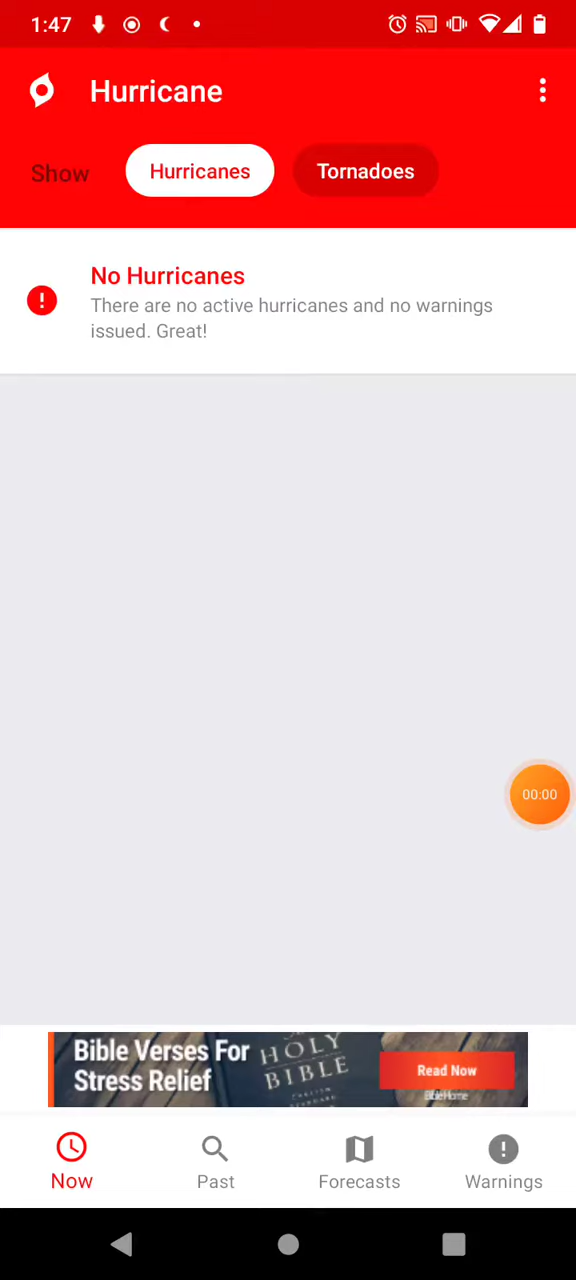 1:47
Hurricane
Show
Hurricanes
Tornadoes
No Hurricanes
There are no active hurricanes and no warnings
issued. Great!
00:00
Bible Verses For
Stress Relief
HOLY
BIBLE
Read Now
BibleHome
Now
Past
Forecasts
Warnings